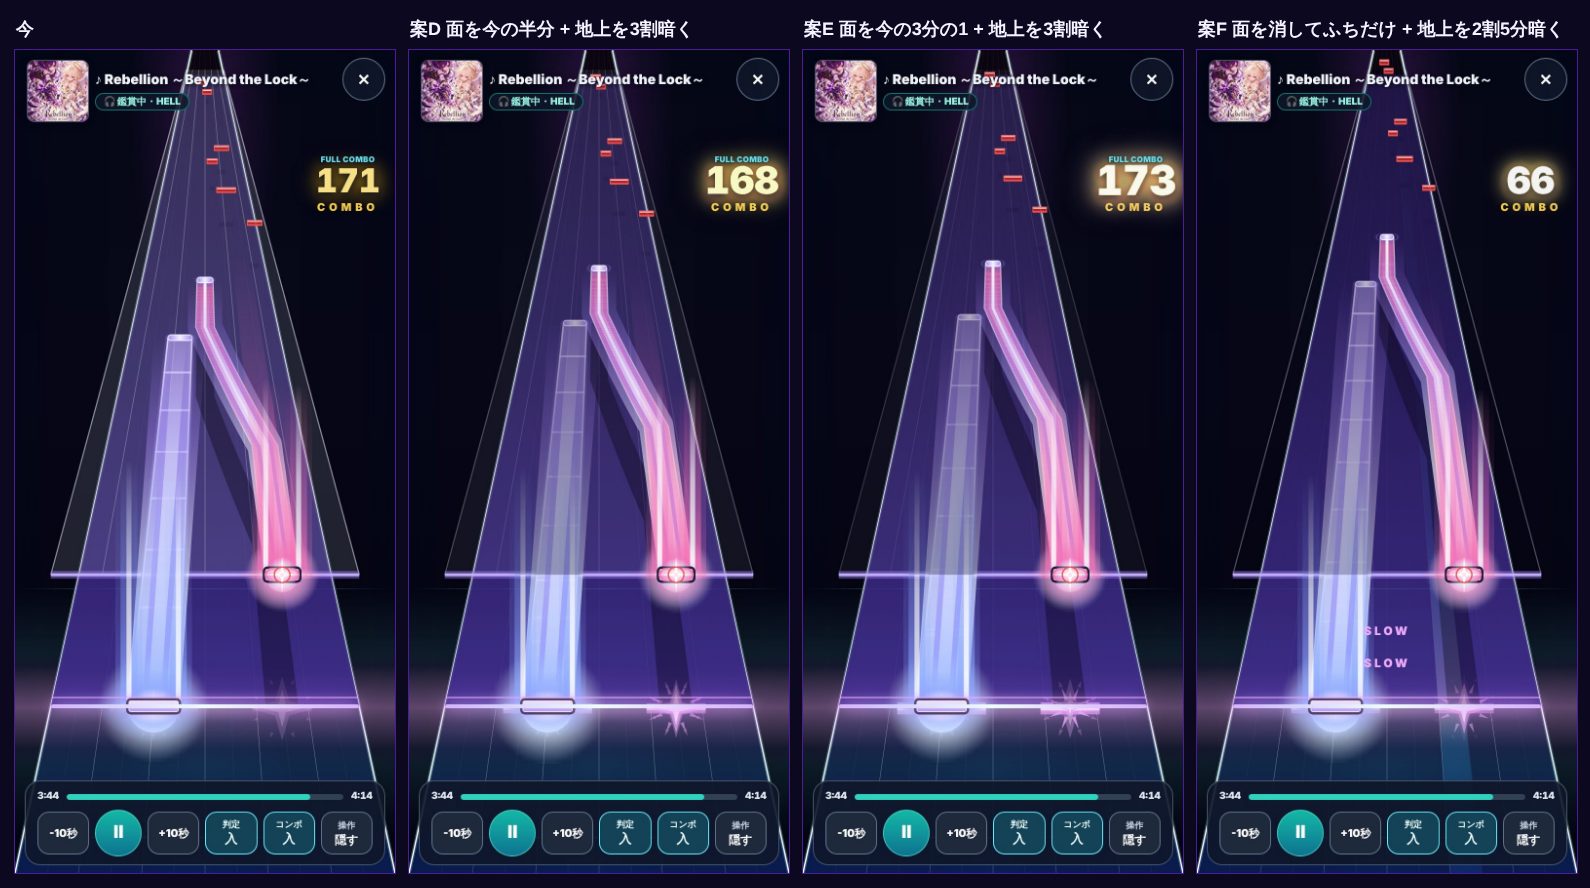 今
♪ Rebellion ～Beyond the Lock～
🎧 鑑賞中・HELL
×
FULL COMBO
171
COMBO
Rebellion
3:44
4:14
-10秒
+10秒
判定
入
コンボ
入
操作
隠す
案D 面を今の半分 + 地上を3割暗く
♪ Rebellion ～Beyond the Lock～
🎧 鑑賞中・HELL
×
FULL COMBO
168
COMBO
Rebellion
3:44
4:14
-10秒
+10秒
判定
入
コンボ
入
操作
隠す
案E 面を今の3分の1 + 地上を3割暗く
♪ Rebellion ～Beyond the Lock～
🎧 鑑賞中・HELL
×
FULL COMBO
173
COMBO
Rebellion
3:44
4:14
-10秒
+10秒
判定
入
コンボ
入
操作
隠す
案F 面を消してふちだけ + 地上を2割5分暗く
♪ Rebellion ～Beyond the Lock～
🎧 鑑賞中・HELL
×
66
COMBO
Rebellion
SLOW
SLOW
3:44
4:14
-10秒
+10秒
判定
入
コンボ
入
操作
隠す